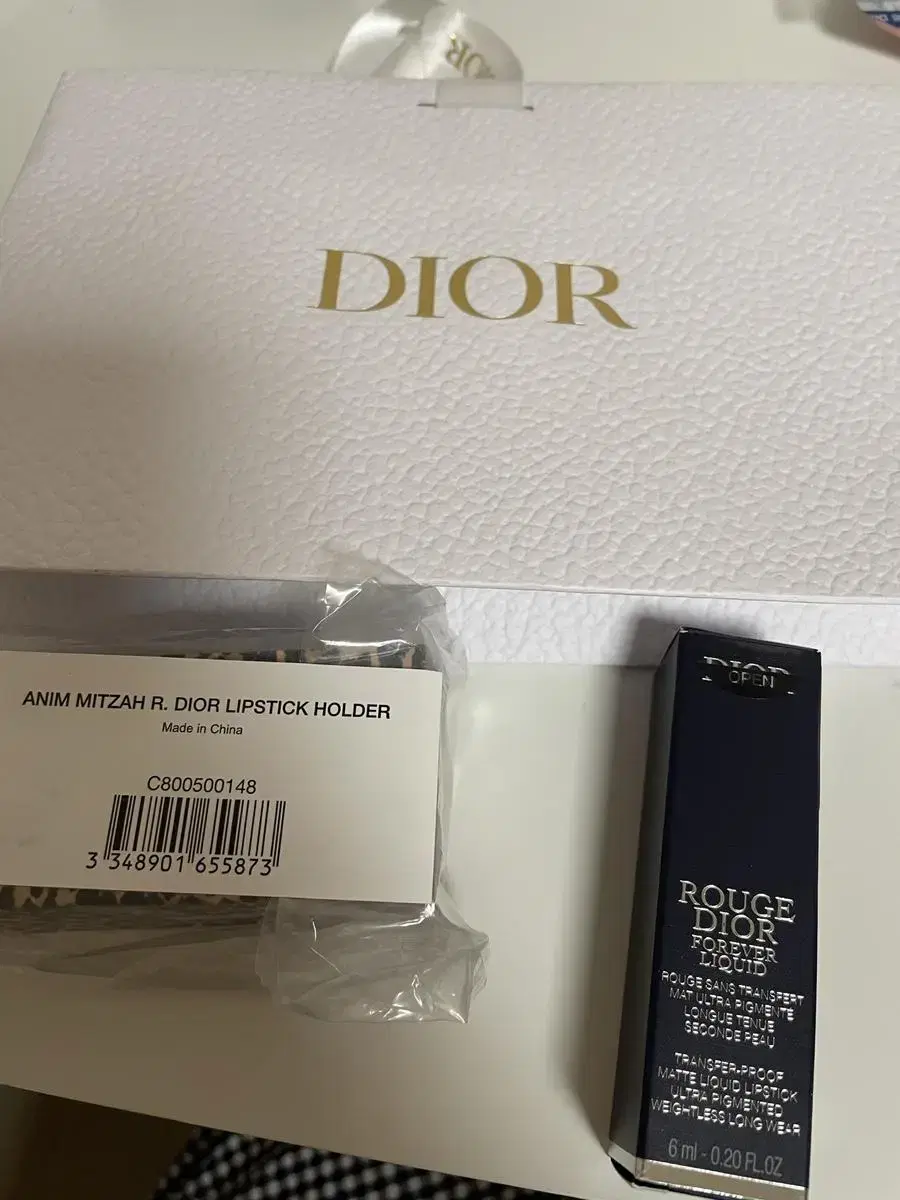 DIOR
ANIM MITZAH R. DIOR LIPSTICK HOLDER
Made in China
C800500148
3 348901 655873
DIOR
OPEN
ROUGE
DIOR
FOREVER
LIQUID
ROUGE SANS TRANSFERT
MAT ULTRA PIGMENTÉ
LONGUE TENUE
SECONDE PEAU
TRANSFER-PROOF
MATTE LIQUID LIPSTICK
ULTRA PIGMENTED
WEIGHTLESS LONG WEAR
6 ml - 0.20 FL.OZ